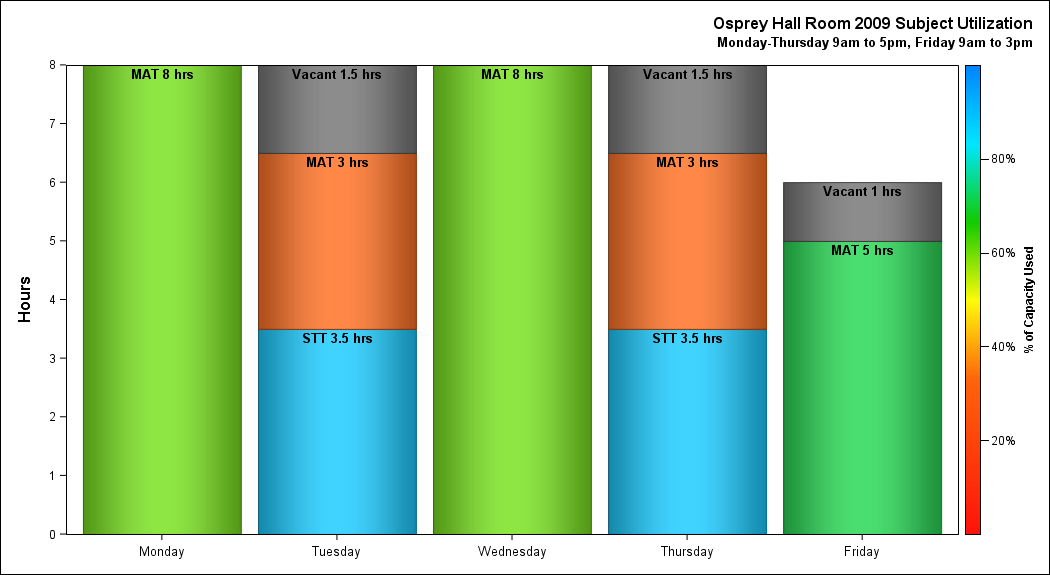 Osprey Hall Room 2009 Subject Utilization
Monday-Thursday 9am to 5pm, Friday 9am to 3pm
Hours
8
7
6
5
4
3
2
1
0
MAT 8 hrs
Vacant 1.5 hrs
MAT 3 hrs
STT 3.5 hrs
MAT 8 hrs
Vacant 1.5 hrs
MAT 3 hrs
STT 3.5 hrs
Vacant 1 hrs
MAT 5 hrs
Monday
Tuesday
Wednesday
Thursday
Friday
80%
60%
40%
20%
% of Capacity Used